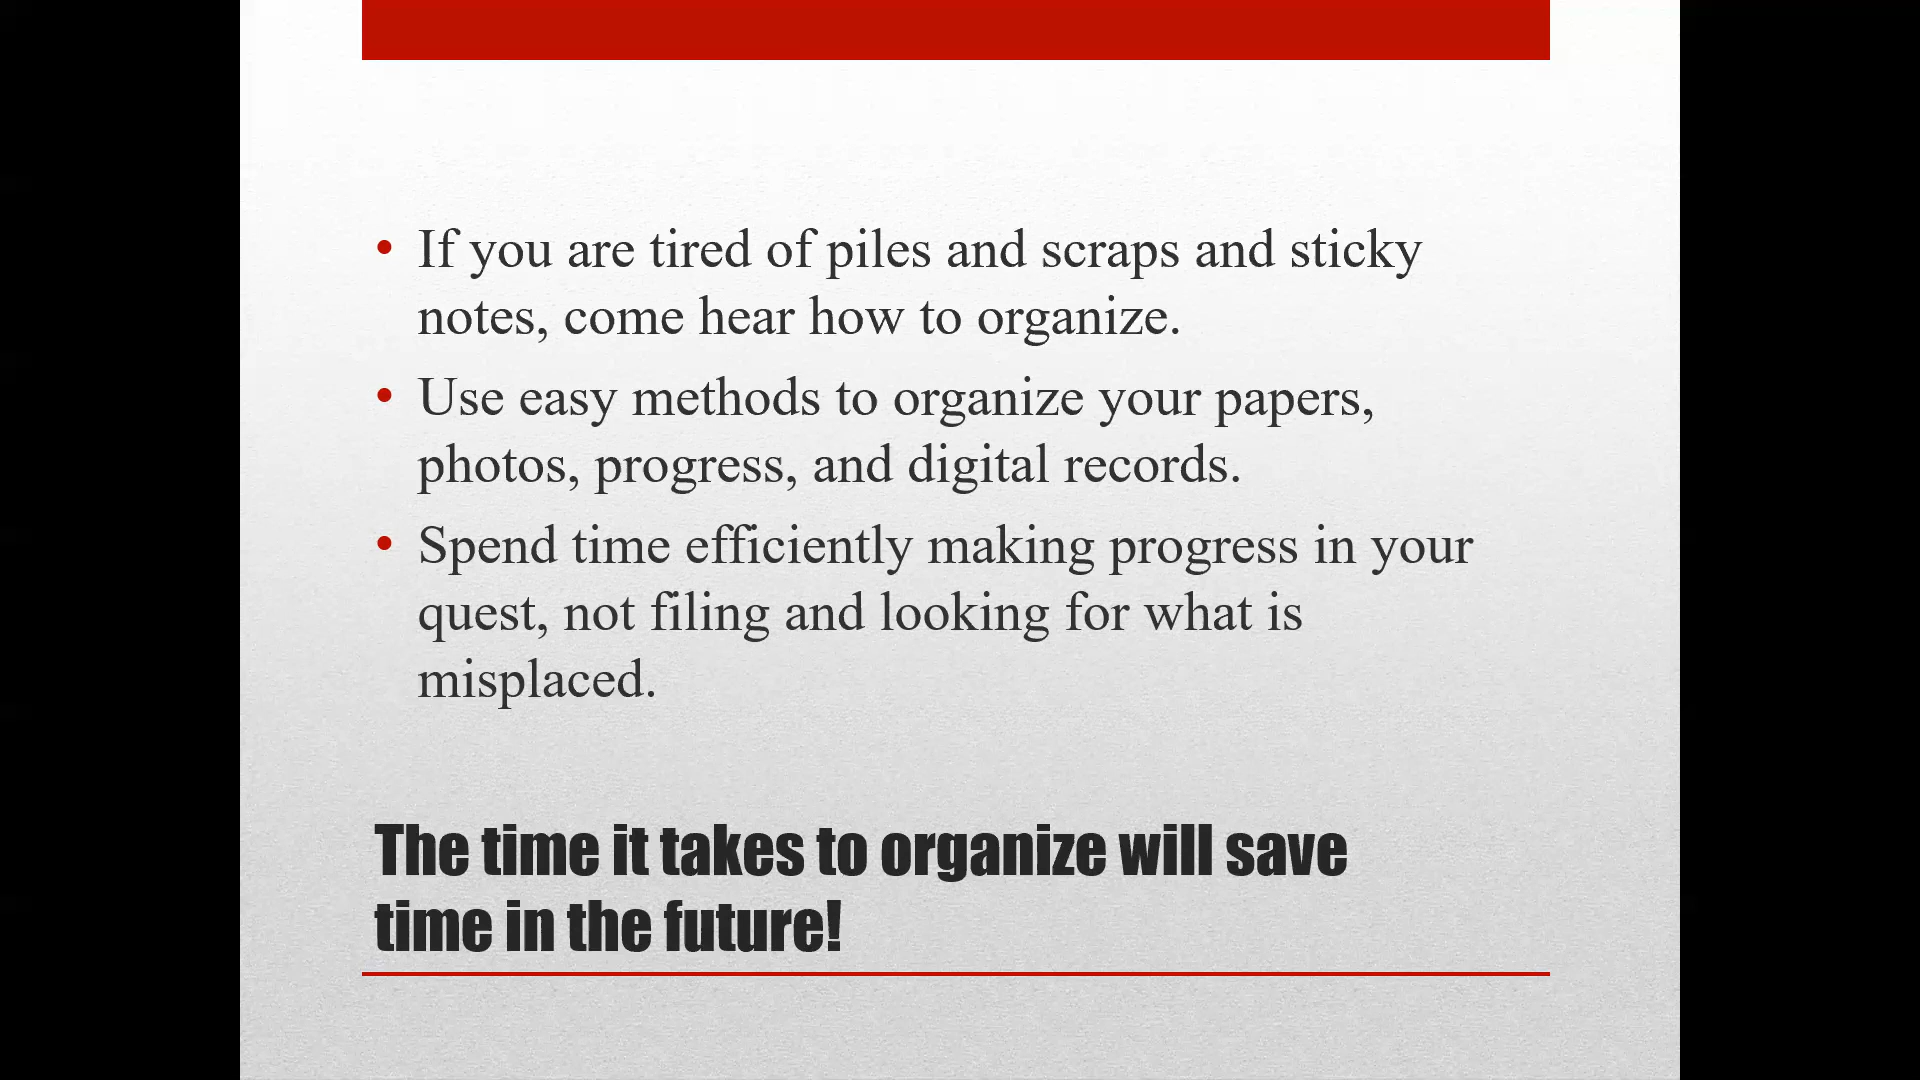 • If you are tired of piles and scraps and sticky
notes, come hear how to organize.
• Use easy methods to organize your papers,
photos, progress, and digital records.
• Spend time efficiently making progress in your
quest, not filing and looking for what is
misplaced.
The time it takes to organize will save
time in the future!